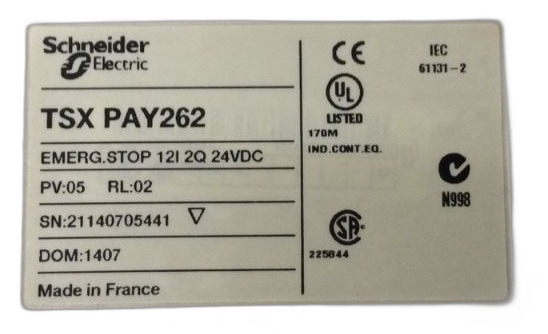 Schneider
Electric
TSX PAY262
EMERG.STOP 12I 2Q 24VDC
PV:05 RL:02
SN:21140705441
DOM:1407
Made in France
CE
IEC
61131-2
UL
LISTED
170M
IND.CONT.EQ.
N998
SA
225844